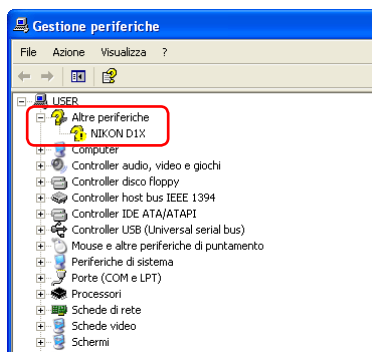 Gestione periferiche
File Azione Visualizza ?
USER
Altre periferiche
NIKON D1X
Computer
Controller audio, video e giochi
Controller disco floppy
Controller host bus IEEE 1394
Controller IDE ATA/ATAPI
Controller USB (Universal serial bus)
Mouse e altre periferiche di puntamento
Periferiche di sistema
Porte (COM e LPT)
Processori
Schede di rete
Schede video
Schermi